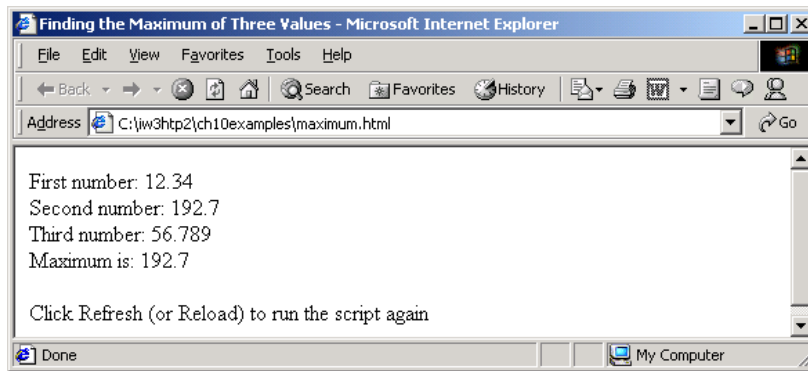 Finding the Maximum of Three Values - Microsoft Internet Explorer
File Edit View Favorites Tools Help
Back Search Favorites History
Address C:\iw3htp2\ch10examples\maximum.html Go
First number: 12.34
Second number: 192.7
Third number: 56.789
Maximum is: 192.7
Click Refresh (or Reload) to run the script again
Done My Computer